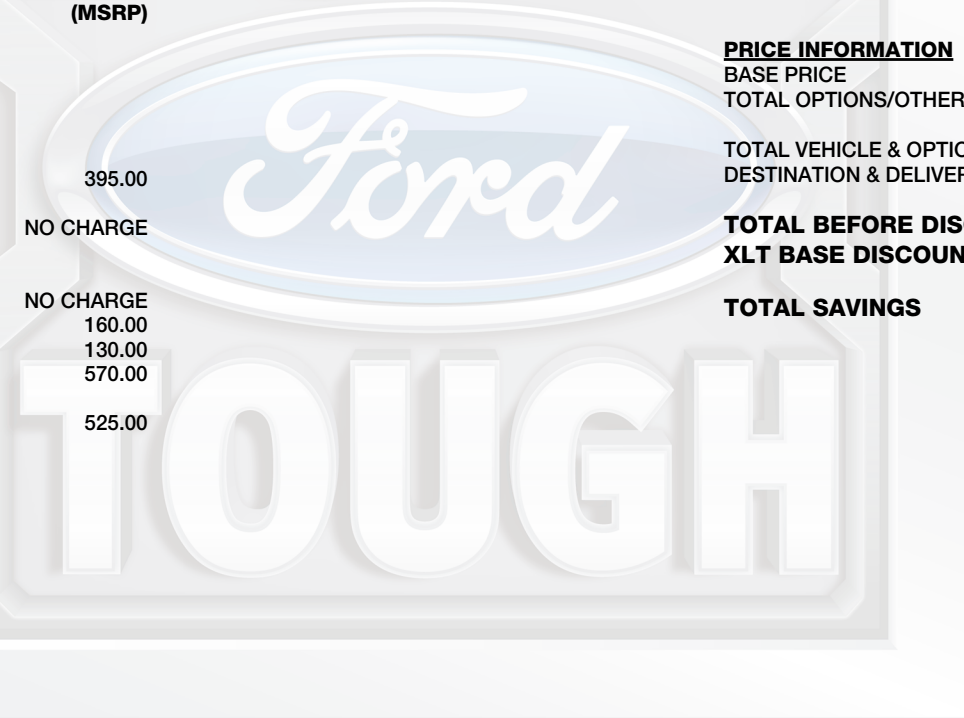 (MSRP)
395.00
NO CHARGE
NO CHARGE
160.00
130.00
570.00
525.00
PRICE INFORMATION
BASE PRICE
TOTAL OPTIONS/OTHER
TOTAL VEHICLE & OPTIO
DESTINATION & DELIVER
TOTAL BEFORE DIS
XLT BASE DISCOUN
TOTAL SAVINGS
Ford
TOUGH